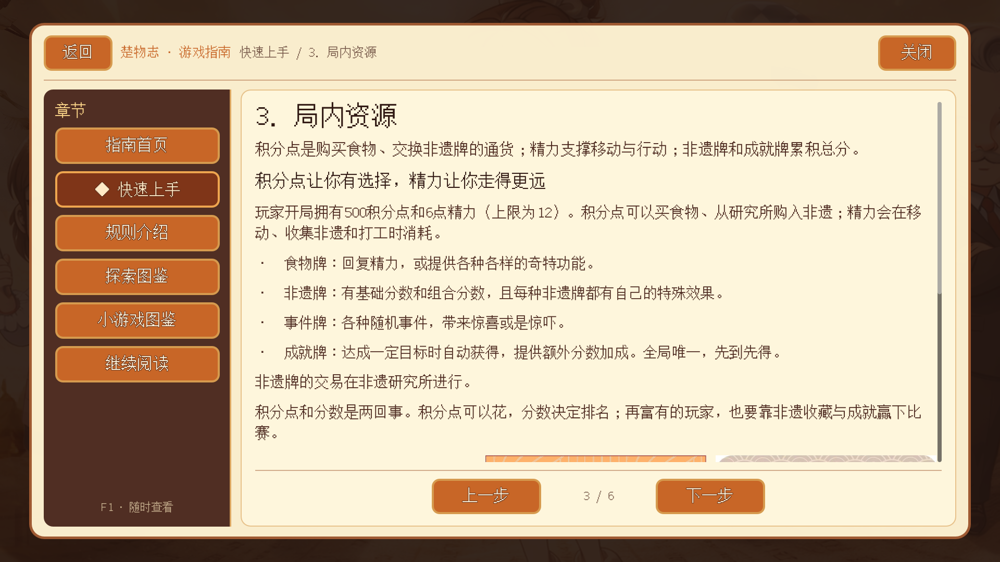 返回
楚物志 · 游戏指南 快速上手 / 3. 局内资源
关闭
章节
指南首页
◆ 快速上手
规则介绍
探索图鉴
小游戏图鉴
继续阅读
F1 · 随时查看
3. 局内资源
积分点是购买食物、交换非遗牌的通货；精力支撑移动与行动；非遗牌和成就牌累积总分。
积分点让你有选择，精力让你走得更远
玩家开局拥有500积分点和6点精力（上限为12）。积分点可以买食物、从研究所购入非遗；精力会在移
动、收集非遗和打工时消耗。
· 食物牌：回复精力，或提供各种各样的奇特功能。
· 非遗牌：有基础分数和组合分数，且每种非遗牌都有自己的特殊效果。
· 事件牌：各种随机事件，带来惊喜或是惊吓。
· 成就牌：达成一定目标时自动获得，提供额外分数加成。全局唯一，先到先得。
非遗牌的交易在非遗研究所进行。
积分点和分数是两回事。积分点可以花，分数决定排名；再富有的玩家，也要靠非遗收藏与成就赢下比
赛。
上一步
3 / 6
下一步